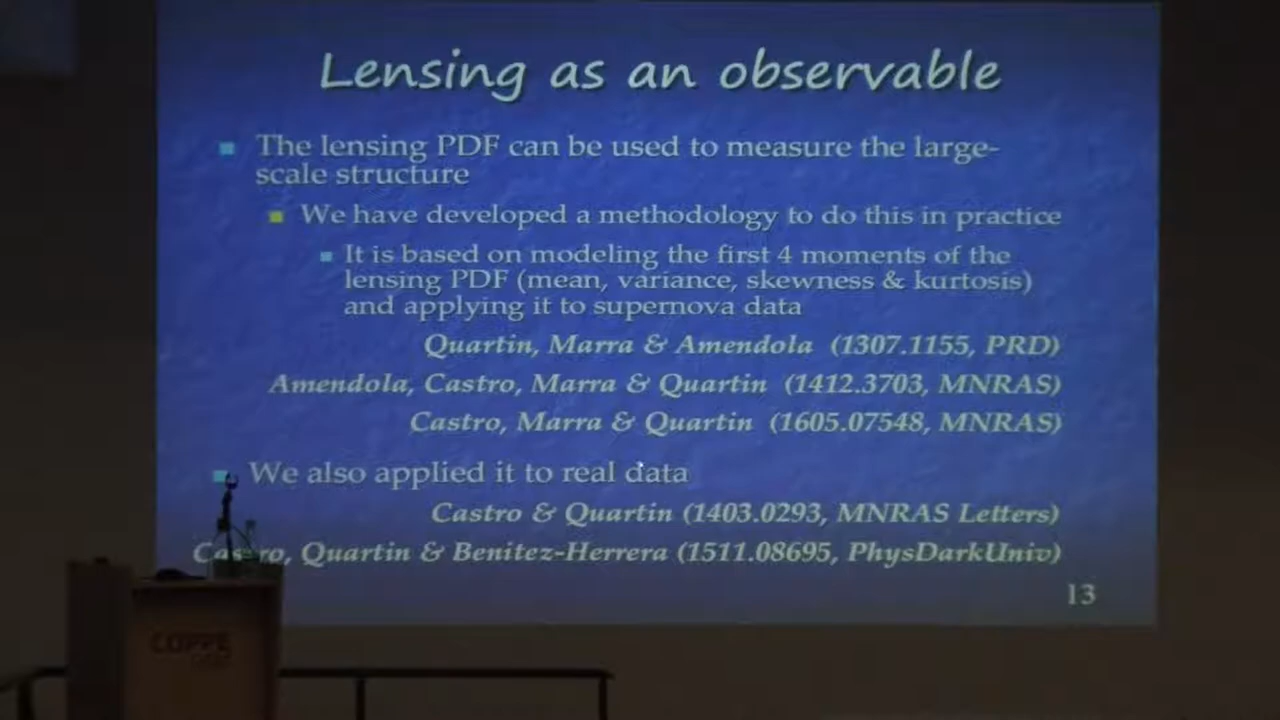 Lensing as an observable
The lensing PDF can be used to measure the large-
scale structure
We have developed a methodology to do this in practice
It is based on modeling the first 4 moments of the
lensing PDF (mean, variance, skewness & kurtosis)
and applying it to supernova data
Quartin, Marra & Amendola (1307.1155, PRD)
Amendola, Castro, Marra & Quartin (1412.3703, MNRAS)
Castro, Marra & Quartin (1605.07548, MNRAS)
We also applied it to real data
Castro & Quartin (1403.0293, MNRAS Letters)
Castro, Quartin & Benitez-Herrera (1511.08695, PhysDarkUniv)
13
COPPE